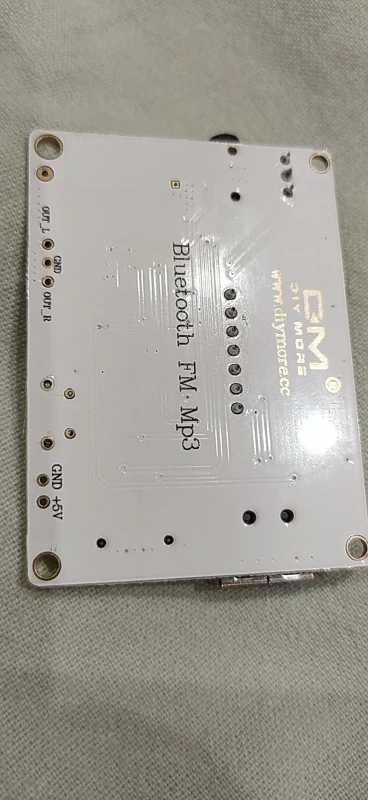 DM
®
DIY MORE
www.diymore.cc
Bluetooth FM·Mp3
OUT_L
GND
OUT_R
GND +5V